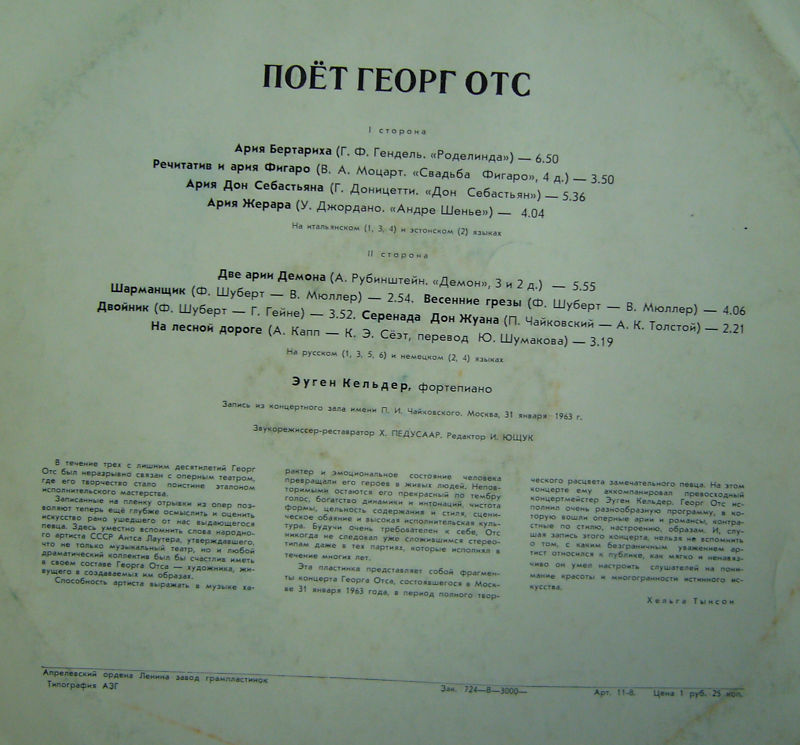 ПОЁТ ГЕОРГ ОТС
I сторона
Ария Бертариха (Г. Ф. Гендель. «Роделинда») — 6.50
Речитатив и ария Фигаро (В. А. Моцарт. «Свадьба Фигаро», 4 д.) — 3.50
Ария Дон Себастьяна (Г. Доницетти. «Дон Себастьян») — 5.36
Ария Жерара (У. Джордано. «Андре Шенье») — 4.04
На итальянском (1, 3, 4) и эстонском (2) языках
II сторона
Две арии Демона (А. Рубинштейн. «Демон», 3 и 2 д.) — 5.55
Шарманщик (Ф. Шуберт — В. Мюллер) — 2.54. Весенние грезы (Ф. Шуберт — В. Мюллер) — 4.06
Двойник (Ф. Шуберт — Г. Гейне) — 3.52. Серенада Дон Жуана (П. Чайковский — А. К. Толстой) — 2.21
На лесной дороге (А. Капп — К. Э. Сёэт, перевод Ю. Шумакова) — 3.19
На русском (1, 3, 5, 6) и немецком (2, 4) языках
Эуген Кельдер, фортепиано
Запись из концертного зала имени П. И. Чайковского. Москва, 31 января 1963 г.
Звукорежиссер-реставратор Х. ПЕДУСААР. Редактор И. ЮЩУК
В течение трех с лишним десятилетий Георг
Отс был неразрывно связан с оперным театром,
где его творчество стало поистине эталоном
исполнительского мастерства.
Записанные на пленку отрывки из опер поз-
воляют теперь ещё глубже осмыслить и оценить
искусство рано ушедшего от нас выдающегося
певца. Здесь уместно вспомнить слова народно-
го артиста СССР Антса Лаутера, утверждавшего,
что не только музыкальный театр, но и любой
драматический коллектив был бы счастлив иметь
в своем составе Георга Отса — художника, жи-
вущего в создаваемых им образах.
Способность артиста выражать в музыке ха-
рактер и эмоциональное состояние человека
превращали его героев в живых людей. Непов-
торимыми остаются его прекрасный по тембру
голос, богатство динамики и интонаций, чистота
формы, цельность содержания и стиля, сцени-
ческое обаяние и высокая исполнительская куль-
тура. Будучи очень требователен к себе, Отс
никогда не следовал уже сложившимся стерео-
типам даже в тех партиях, которые исполнял в
течение многих лет.
Эта пластинка представляет собой фрагмен-
ты концерта Георга Отса, состоявшегося в Моск-
ве 31 января 1963 года, в период полного твор-
ческого расцвета замечательного певца. На этом
концерте ему аккомпанировал превосходный
концертмейстер Эуген Кельдер. Георг Отс ис-
полнил очень разнообразную программу, в ко-
торую вошли оперные арии и романсы, контра-
стные по стилю, настроению, образам. И, слу-
шая запись этого концерта, нельзя не вспомнить
о том, с каким безграничным уважением ар-
тист относился к публике, как мягко и ненавяз-
чиво он умел настроить слушателей на пони-
мание красоты и многогранности истинного ис-
кусства.
Хельга Тынсон
Апрелевский ордена Ленина завод грампластинок
Типография АЗГ
Зак. 724—В—3000—
Арт. 11-8. Цена 1 руб. 25 коп.